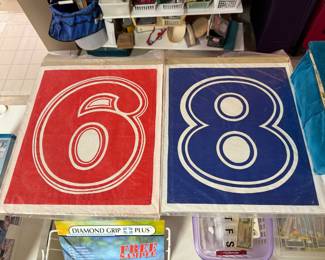 6 8
DIAMOND GRIP PLUS
FREE
SAMPLE
T F S